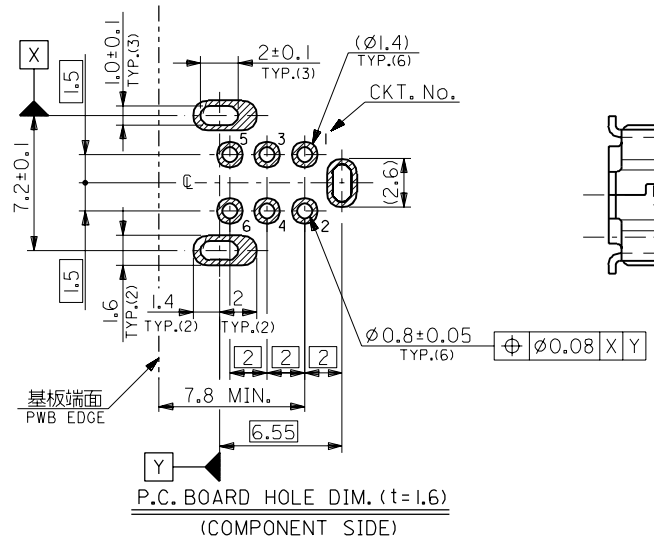 X
1.5
1.0±0.1
TYP.(3)
2±0.1
TYP.(3)
(Ø1.4)
TYP.(6)
CKT. No.
5
3
1
7.2±0.1
℄
(2.6)
6
4
2
1.5
1.6
TYP.(2)
1.4
TYP.(2)
2
TYP.(2)
Ø0.8±0.05
TYP.(6)
⌖ Ø0.08 X Y
2
2
2
基板端面
PWB EDGE
7.8 MIN.
6.55
Y
P.C. BOARD HOLE DIM. (t=1.6)
(COMPONENT SIDE)